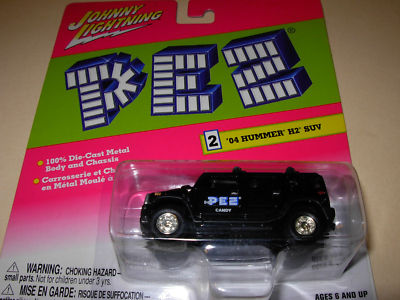 JOHNNY
LIGHTNING
PEZ®
2 '04 HUMMER® H2® SUV
• 100% Die-Cast Metal
Body and Chassis
• Carrosserie et Ch
en Métal Moulé
PEZ
CANDY
WARNING: CHOKING HAZARD–
small parts. Not for children under 3 yrs.
MISE EN GARDE: RISQUE DE SUFFOCATION–
AGES 6 AND UP